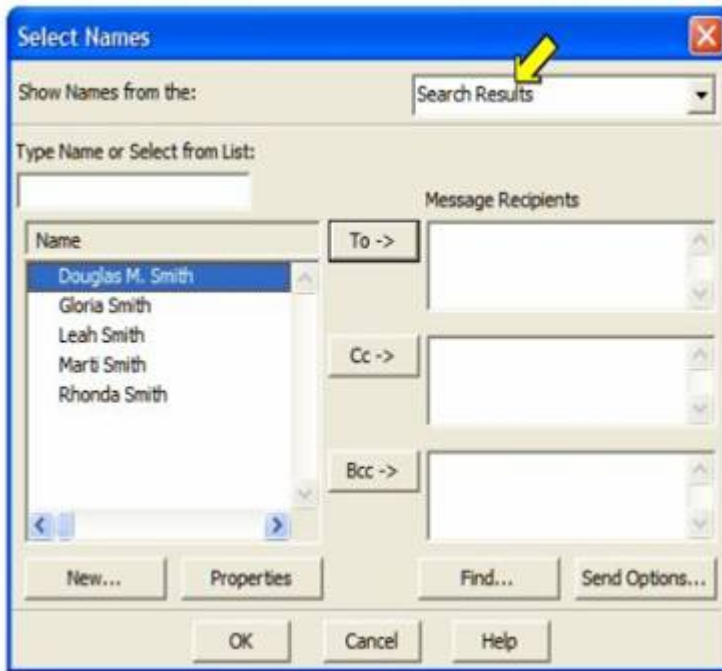 Select Names
Show Names from the:
Search Results
Type Name or Select from List:
Message Recipients
Name
To ->
Douglas M. Smith
Gloria Smith
Leah Smith
Marti Smith
Rhonda Smith
Cc ->
Bcc ->
New...
Properties
Find...
Send Options...
OK
Cancel
Help